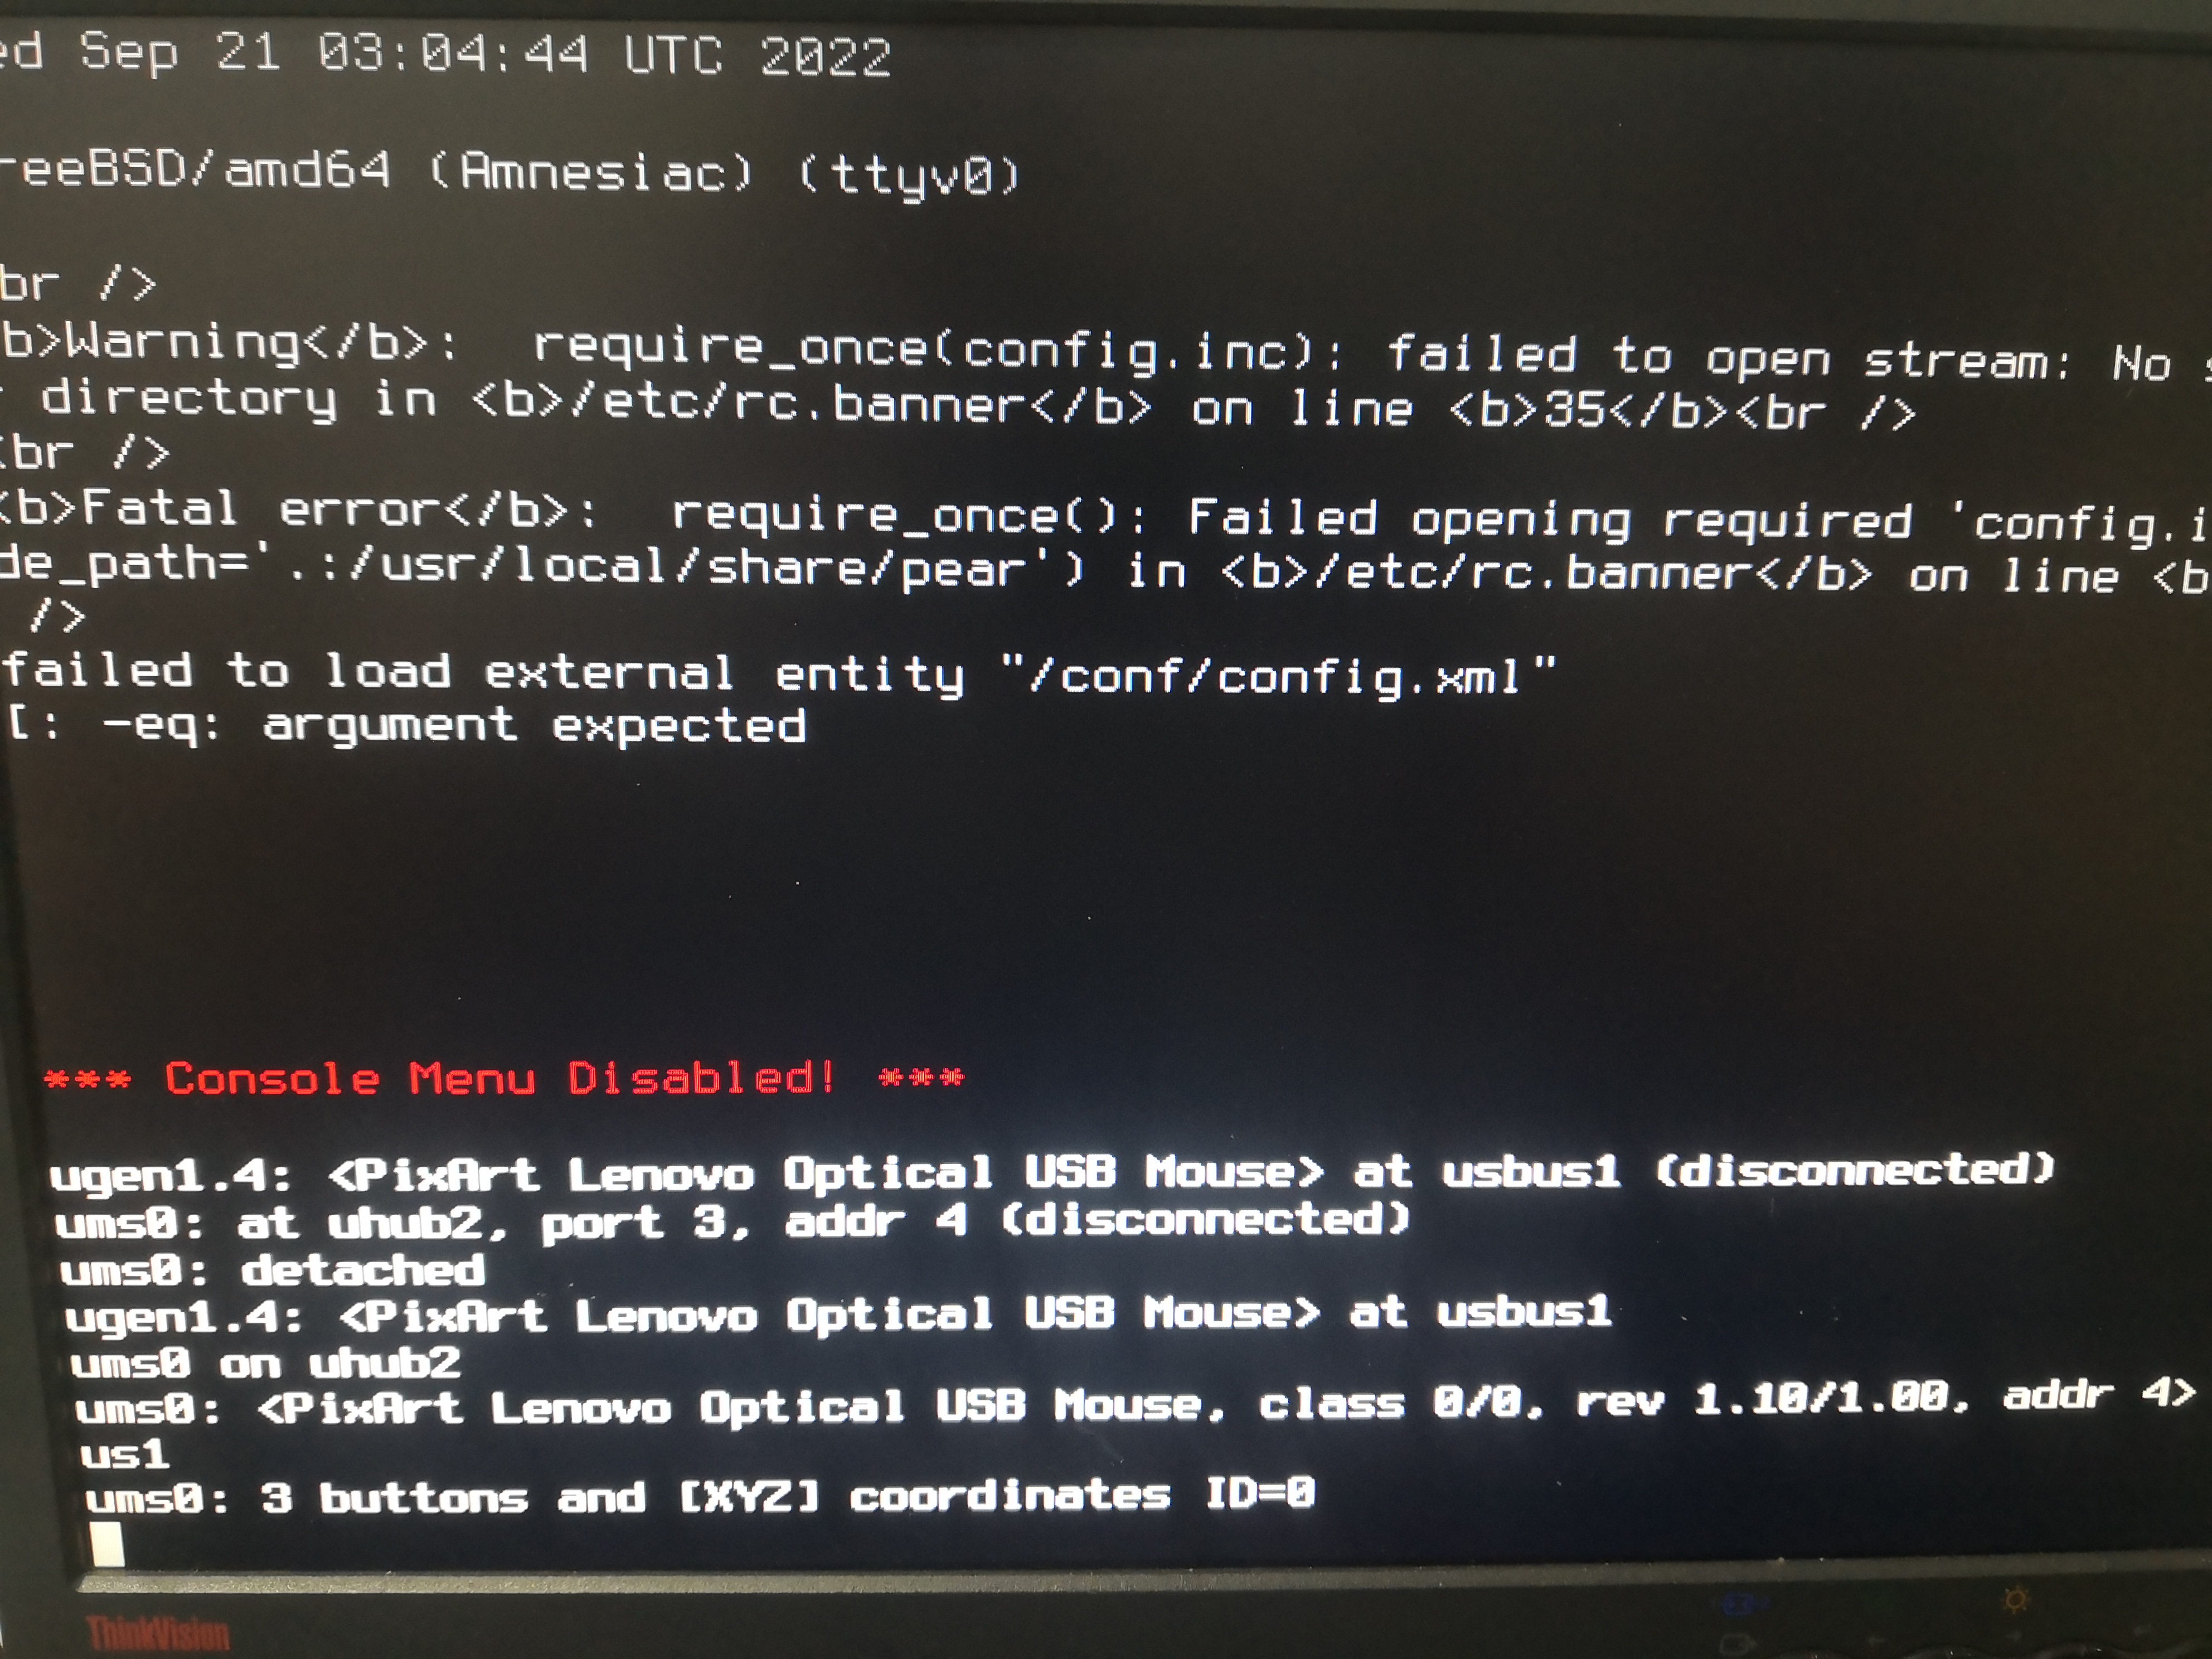 ed Sep 21 03:04:44 UTC 2022
reeBSD/amd64 (Amnesiac) (ttyv0)
br />
b>Warning</b>:  require_once(config.inc): failed to open stream: No s
r directory in <b>/etc/rc.banner</b> on line <b>35</b><br />
<br />
<b>Fatal error</b>:  require_once(): Failed opening required 'config.i
de_path='.:/usr/local/share/pear') in <b>/etc/rc.banner</b> on line <b
/>
failed to load external entity "/conf/config.xml"
[: -eq: argument expected
*** Console Menu Disabled! ***
ugen1.4: <PixArt Lenovo Optical USB Mouse> at usbus1 (disconnected)
ums0: at uhub2, port 3, addr 4 (disconnected)
ums0: detached
ugen1.4: <PixArt Lenovo Optical USB Mouse> at usbus1
ums0 on uhub2
ums0: <PixArt Lenovo Optical USB Mouse, class 0/0, rev 1.10/1.00, addr 4>
us1
ums0: 3 buttons and [XYZ] coordinates ID=0
ThinkVision